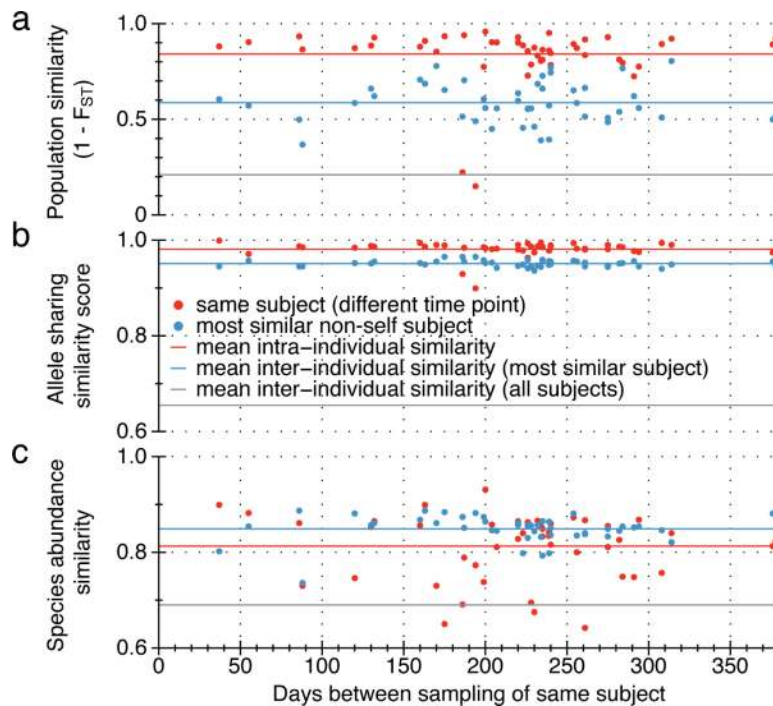 a
Population similarity
(1 - FST)
1.0
0.5
0
b
Allele sharing
similarity score
1.0
0.8
0.6
same subject (different time point)
most similar non-self subject
mean intra-individual similarity
mean inter-individual similarity (most similar subject)
mean inter-individual similarity (all subjects)
c
Species abundance
similarity
1.0
0.8
0.6
0 50 100 150 200 250 300 350
Days between sampling of same subject